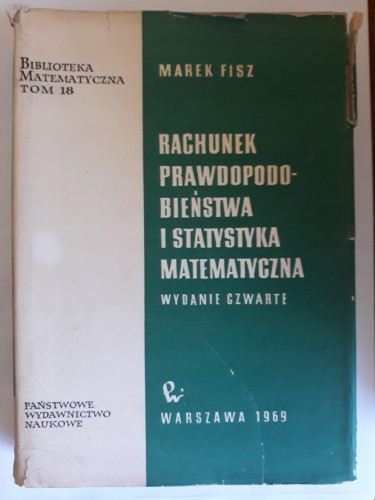 BIBLIOTEKA
MATEMATYCZNA
TOM 18
MAREK FISZ
RACHUNEK
PRAWDOPODO-
BIEŃSTWA
I STATYSTYKA
MATEMATYCZNA
WYDANIE CZWARTE
PAŃSTWOWE
WYDAWNICTWO
NAUKOWE
WARSZAWA 1969